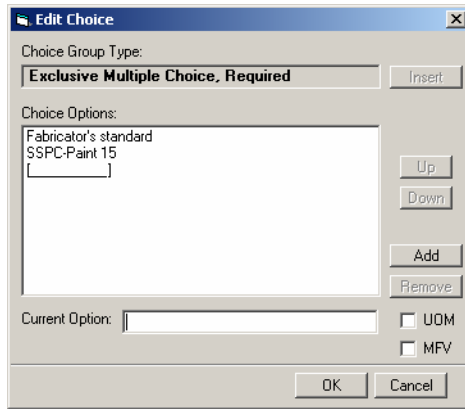 Edit Choice
Choice Group Type:
Exclusive Multiple Choice, Required
Insert
Choice Options:
Fabricator's standard
SSPC-Paint 15
[__________]
Up
Down
Add
Remove
Current Option:
UOM
MFV
OK
Cancel